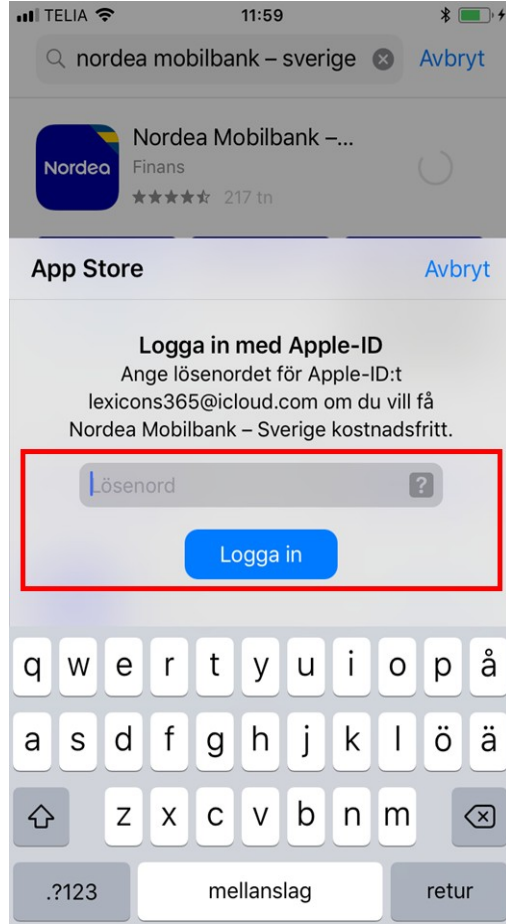 TELIA 11:59
nordea mobilbank – sverige Avbryt
Nordea
Nordea Mobilbank –...
Finans
217 tn
App Store Avbryt
Logga in med Apple-ID
Ange lösenordet för Apple-ID:t
lexicons365@icloud.com om du vill få
Nordea Mobilbank – Sverige kostnadsfritt.
Lösenord ?
Logga in
q w e r t y u i o p å
a s d f g h j k l ö ä
z x c v b n m
.?123 mellanslag retur